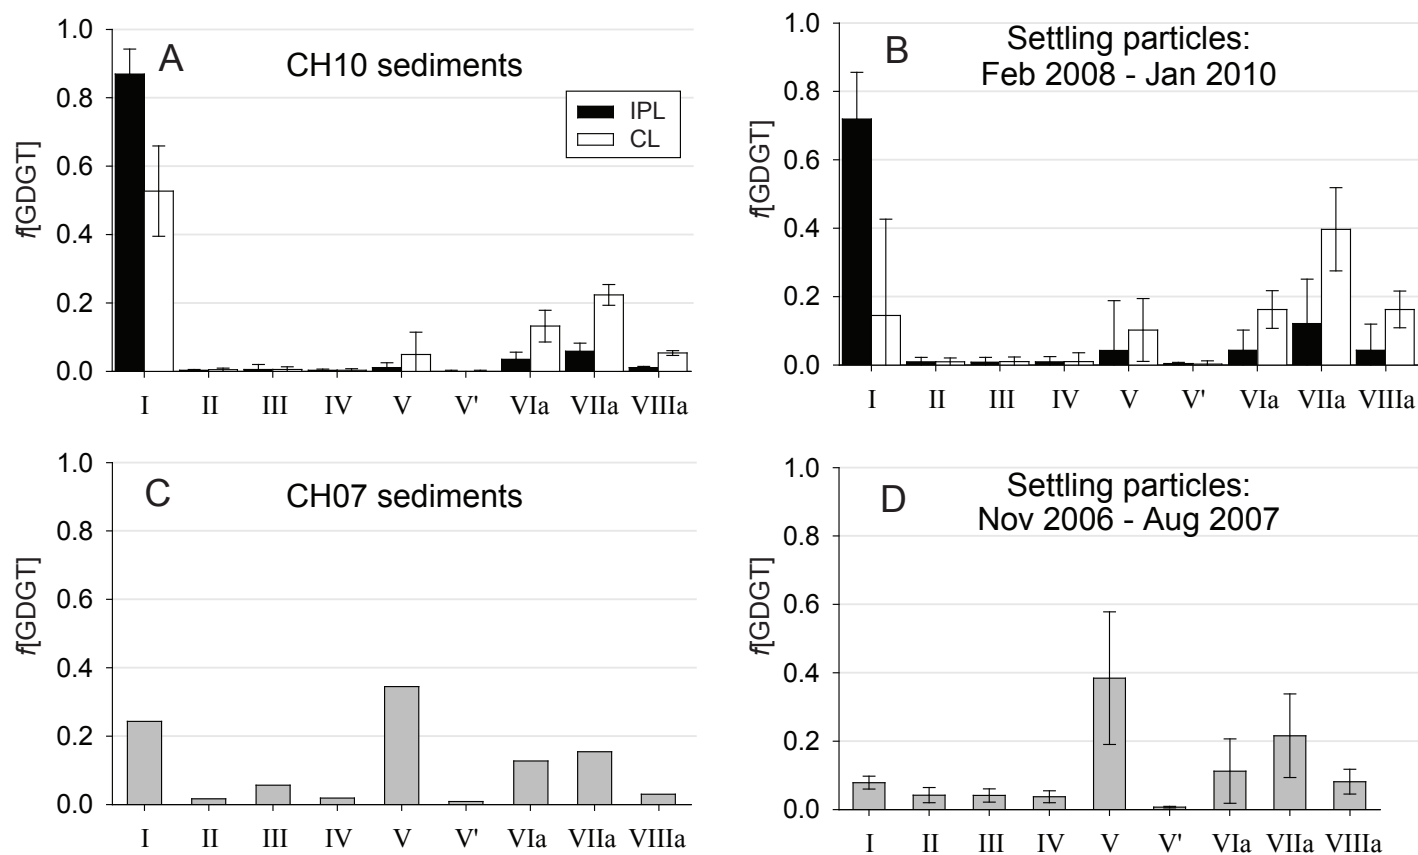 A
CH10 sediments
IPL
CL
f[GDGT]
1.0
0.8
0.6
0.4
0.2
0.0
I II III IV V V' VIa VIIa VIIIa
B
Settling particles:
Feb 2008 - Jan 2010
f[GDGT]
1.0
0.8
0.6
0.4
0.2
0.0
I II III IV V V' VIa VIIa VIIIa
C
CH07 sediments
f[GDGT]
1.0
0.8
0.6
0.4
0.2
0.0
I II III IV V V' VIa VIIa VIIIa
D
Settling particles:
Nov 2006 - Aug 2007
f[GDGT]
1.0
0.8
0.6
0.4
0.2
0.0
I II III IV V V' VIa VIIa VIIIa